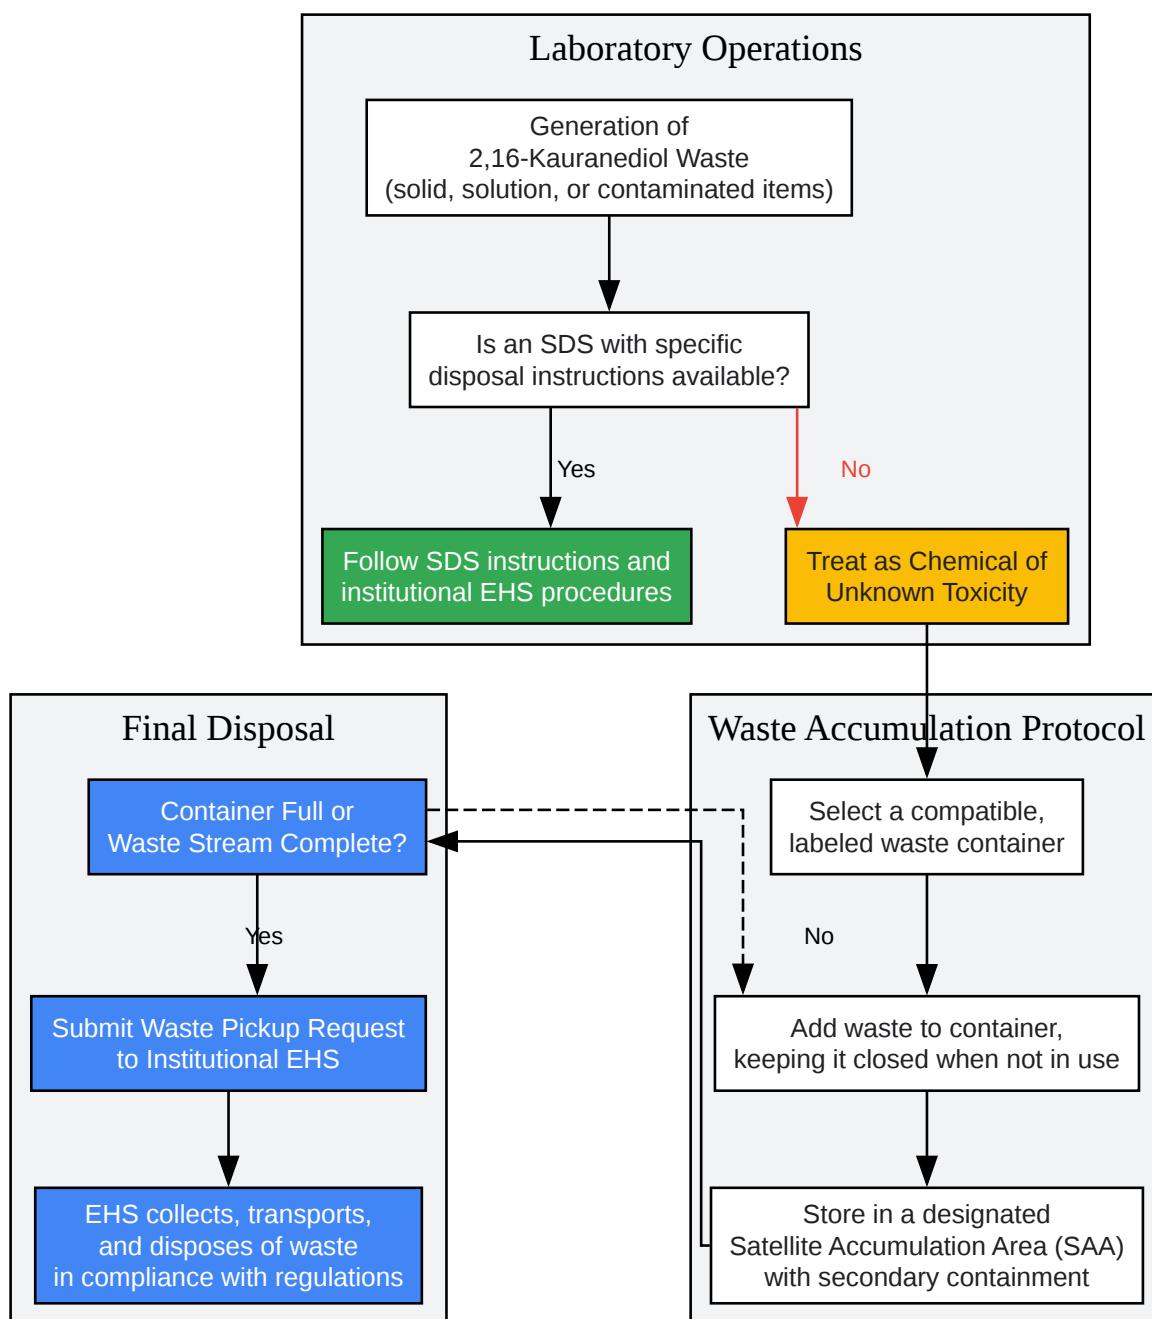 Laboratory Operations
Generation of
2,16-Kauranediol Waste
(solid, solution, or contaminated items)
Is an SDS with specific
disposal instructions available?
Yes
No
Follow SDS instructions and
institutional EHS procedures
Treat as Chemical of
Unknown Toxicity
Waste Accumulation Protocol
Select a compatible,
labeled waste container
No
Add waste to container,
keeping it closed when not in use
Store in a designated
Satellite Accumulation Area (SAA)
with secondary containment
Final Disposal
Container Full or
Waste Stream Complete?
Yes
Submit Waste Pickup Request
to Institutional EHS
EHS collects, transports,
and disposes of waste
in compliance with regulations